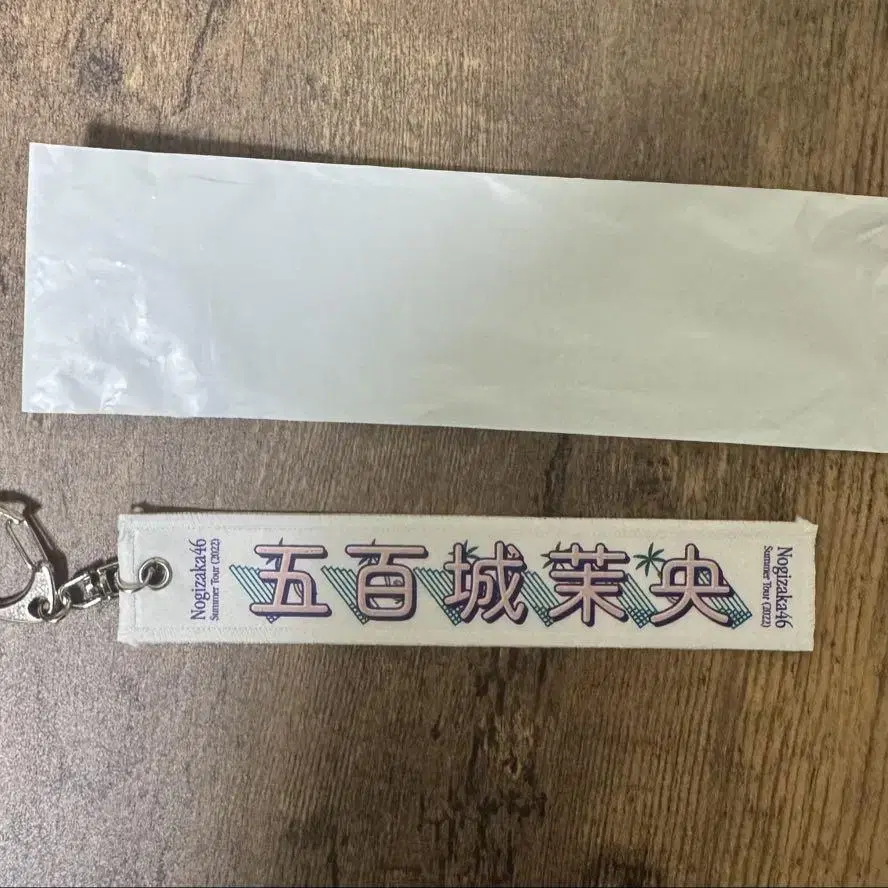 Nogizaka46
Summer Tour (2022)
五百城茉央
Nogizaka46
Summer Tour (2022)